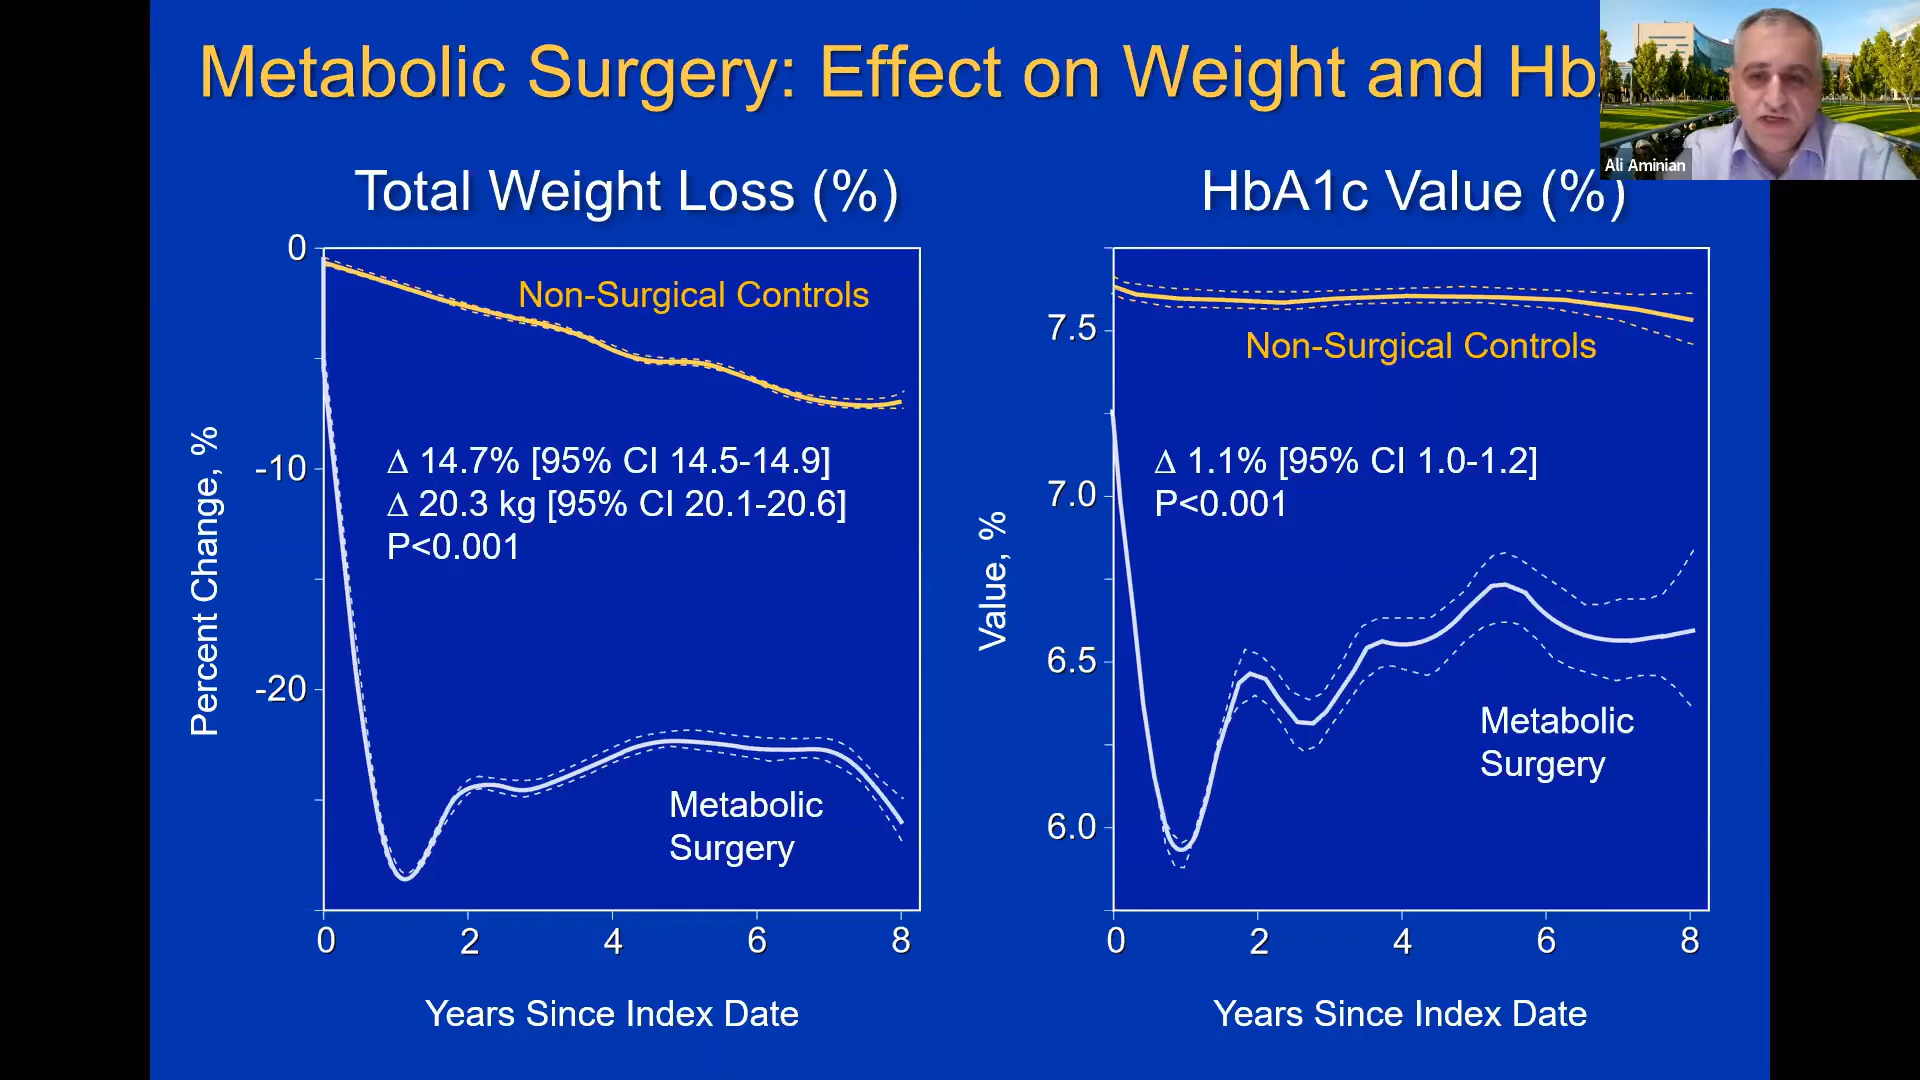 Metabolic Surgery: Effect on Weight and Hb
Ali Aminian
Total Weight Loss (%)
0
-10
-20
Percent Change, %
Non-Surgical Controls
Δ 14.7% [95% CI 14.5-14.9]
Δ 20.3 kg [95% CI 20.1-20.6]
P<0.001
Metabolic
Surgery
0 2 4 6 8
Years Since Index Date
HbA1c Value (%)
7.5
7.0
6.5
6.0
Value, %
Non-Surgical Controls
Δ 1.1% [95% CI 1.0-1.2]
P<0.001
Metabolic
Surgery
0 2 4 6 8
Years Since Index Date